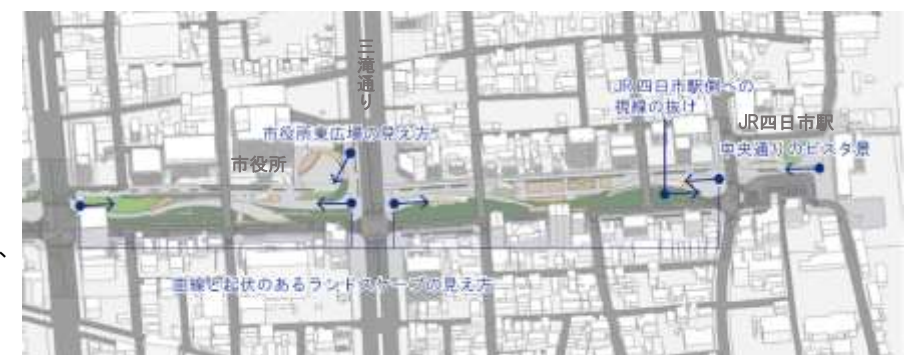 三滝通り
JR四日市駅側への
視線の抜け
JR四日市駅
市役所東広場の見え方
中央通りのビスタ景
市役所
、
曲線と起伏のあるランドスケープの見え方